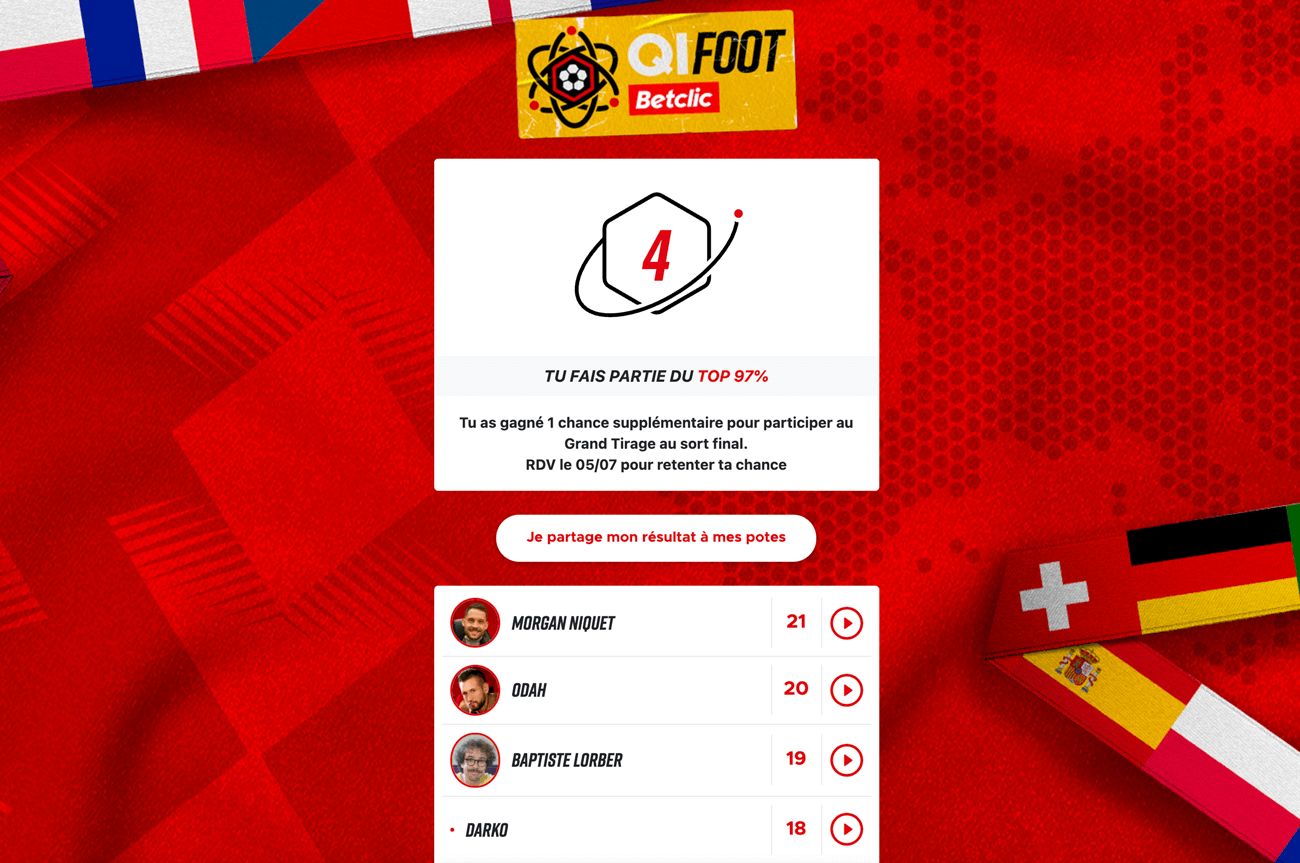 QIFOOT
Betclic
4
TU FAIS PARTIE DU TOP 97%
Tu as gagné 1 chance supplémentaire pour participer au
Grand Tirage au sort final.
RDV le 05/07 pour retenter ta chance
Je partage mon résultat à mes potes
MORGAN NIQUET 21
ODAH 20
BAPTISTE LORBER 19
DARKO 18